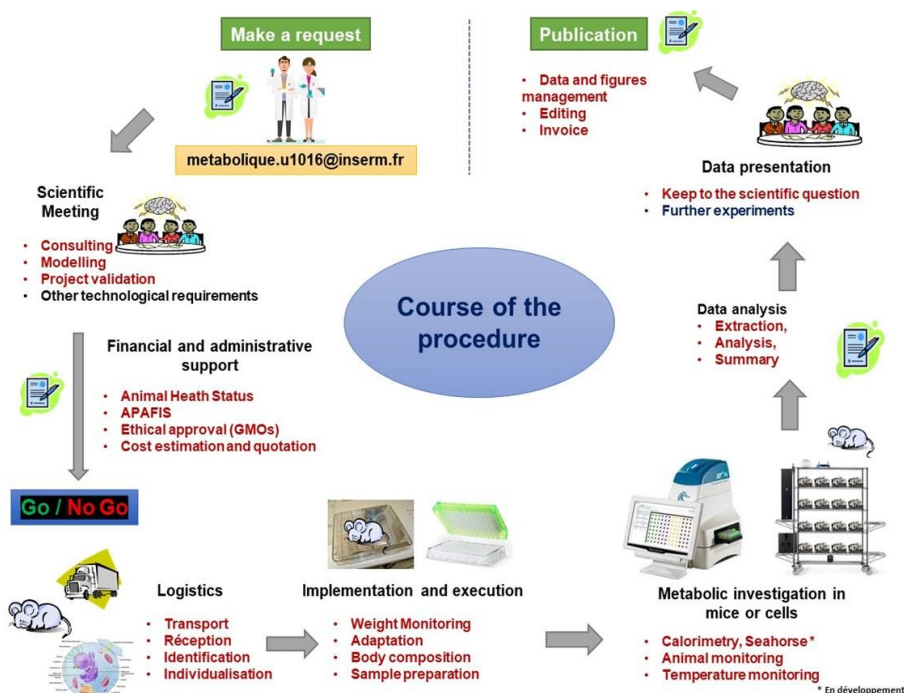 Make a request
metabolique.u1016@inserm.fr
Scientific
Meeting
• Consulting
• Modelling
• Project validation
• Other technological requirements
Financial and administrative
support
• Animal Heath Status
• APAFIS
• Ethical approval (GMOs)
• Cost estimation and quotation
Go / No Go
Logistics
• Transport
• Réception
• Identification
• Individualisation
Implementation and execution
• Weight Monitoring
• Adaptation
• Body composition
• Sample preparation
Metabolic investigation in
mice or cells
• Calorimetry, Seahorse*
• Animal monitoring
• Temperature monitoring
* En développement
Data analysis
• Extraction,
• Analysis,
• Summary
Data presentation
• Keep to the scientific question
• Further experiments
Publication
• Data and figures
management
• Editing
• Invoice
Course of the
procedure